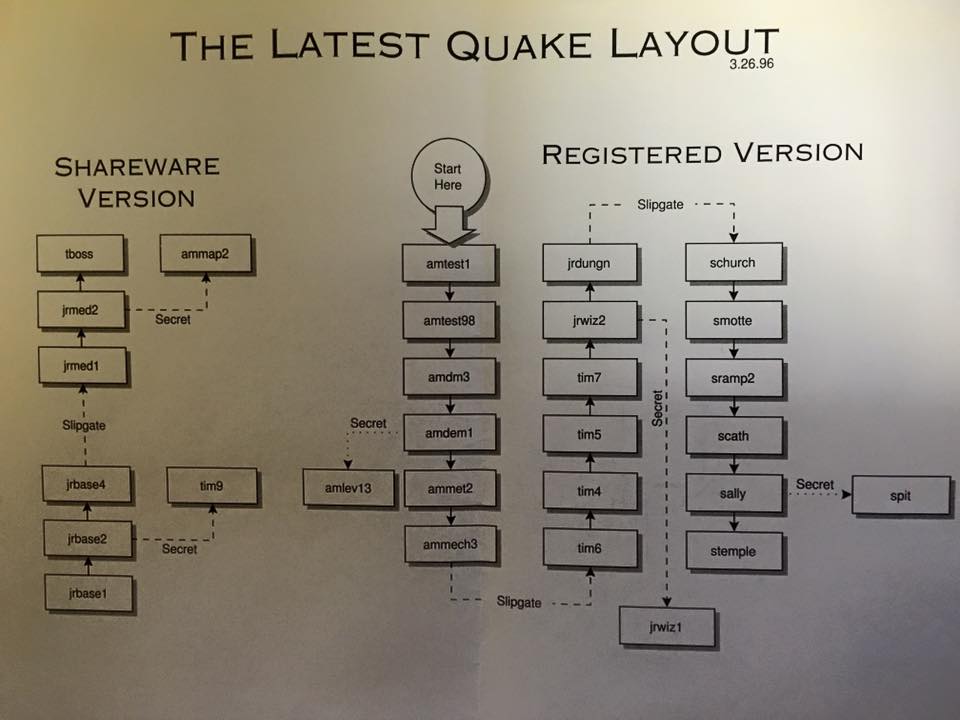 THE LATEST QUAKE LAYOUT
3.26.96
SHAREWARE
VERSION
tboss
ammap2
jrmed2
Secret
jrmed1
Slipgate
jrbase4
tim9
jrbase2
Secret
jrbase1
Start
Here
REGISTERED VERSION
amtest1
amtest98
amdm3
amdem1
Secret
amlev13
ammet2
ammech3
Slipgate
jrdungn
jrwiz2
tim7
tim5
tim4
tim6
Secret
jrwiz1
Slipgate
schurch
smotte
sramp2
scath
sally
Secret
spit
stemple